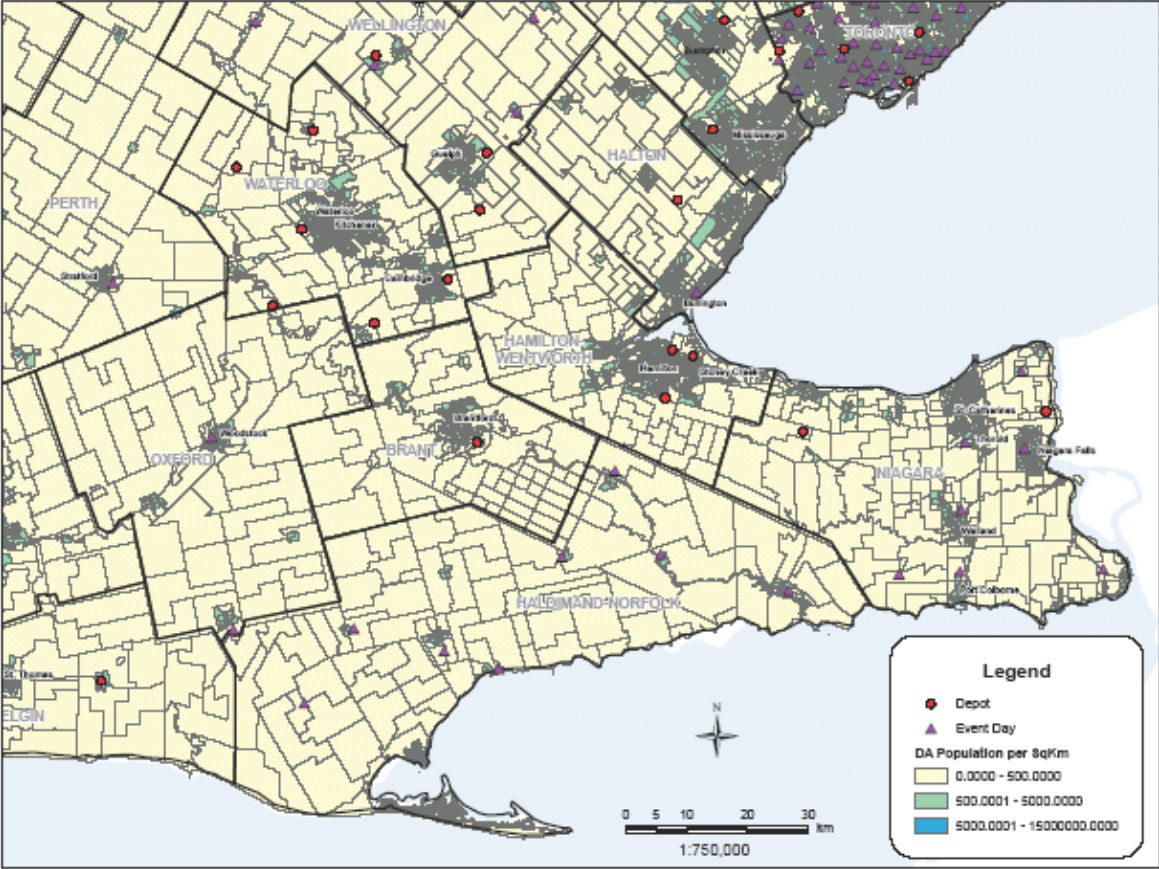 WELLINGTON
TORONTO
Brampton
Mississauga
Guelph
HALTON
WATERLOO
PERTH
Waterloo
Kitchener
Stratford
Cambridge
Burlington
HAMILTON
WENTWORTH
Hamilton
Stoney Creek
St. Catharines
Brantford
Woodstock
Thorold
Niagara Falls
BRANT
OXFORD
NIAGARA
Welland
Port Colborne
HALDIMAND-NORFOLK
St. Thomas
ELGIN
Legend
Depot
Event Day
DA Population per SqKm
0.0000 - 500.0000
500.0001 - 5000.0000
5000.0001 - 15000000.0000
N
0 5 10 20 30
km
1:750,000